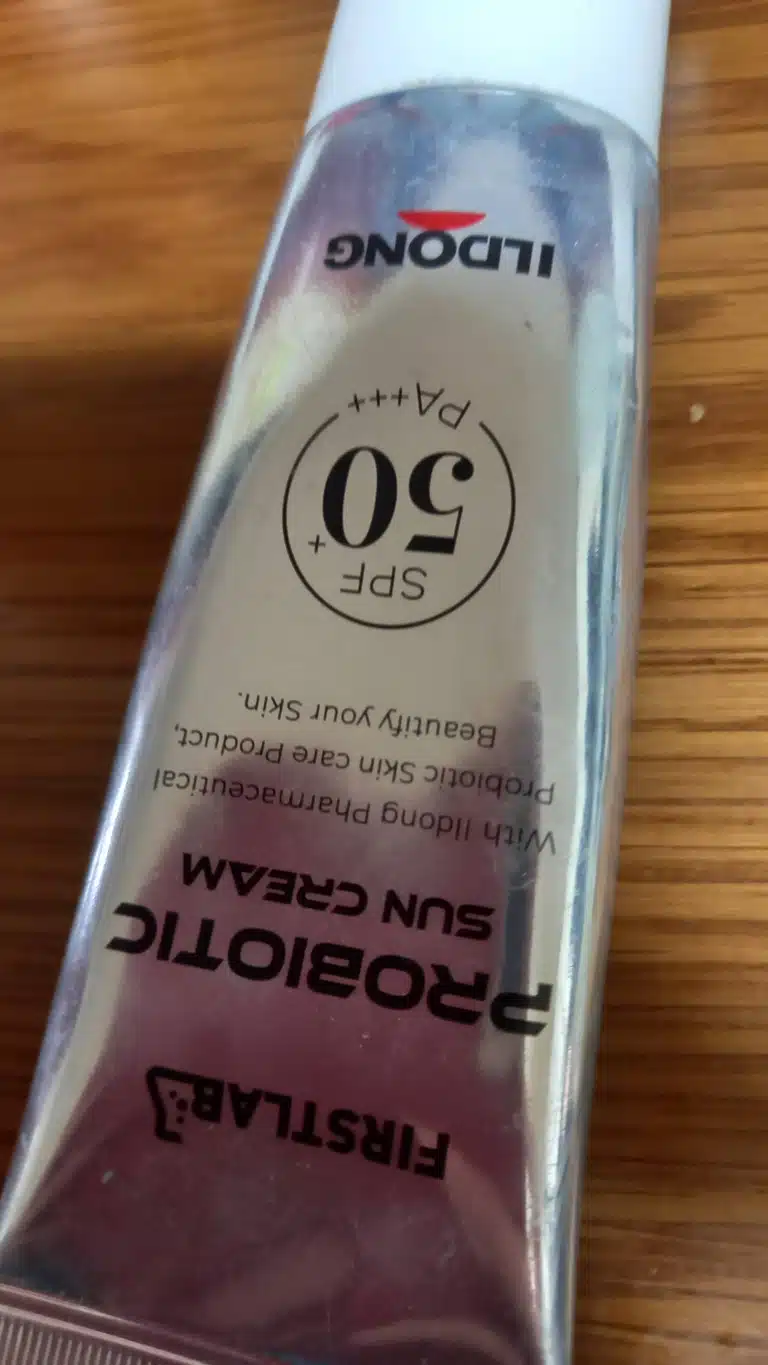 FIRSTLAB
PROBIOTIC
SUN CREAM
With Ildong Pharmaceutical
Probiotic Skin care Product,
Beautify your Skin.
SPF
50+
PA+++
ILDONG